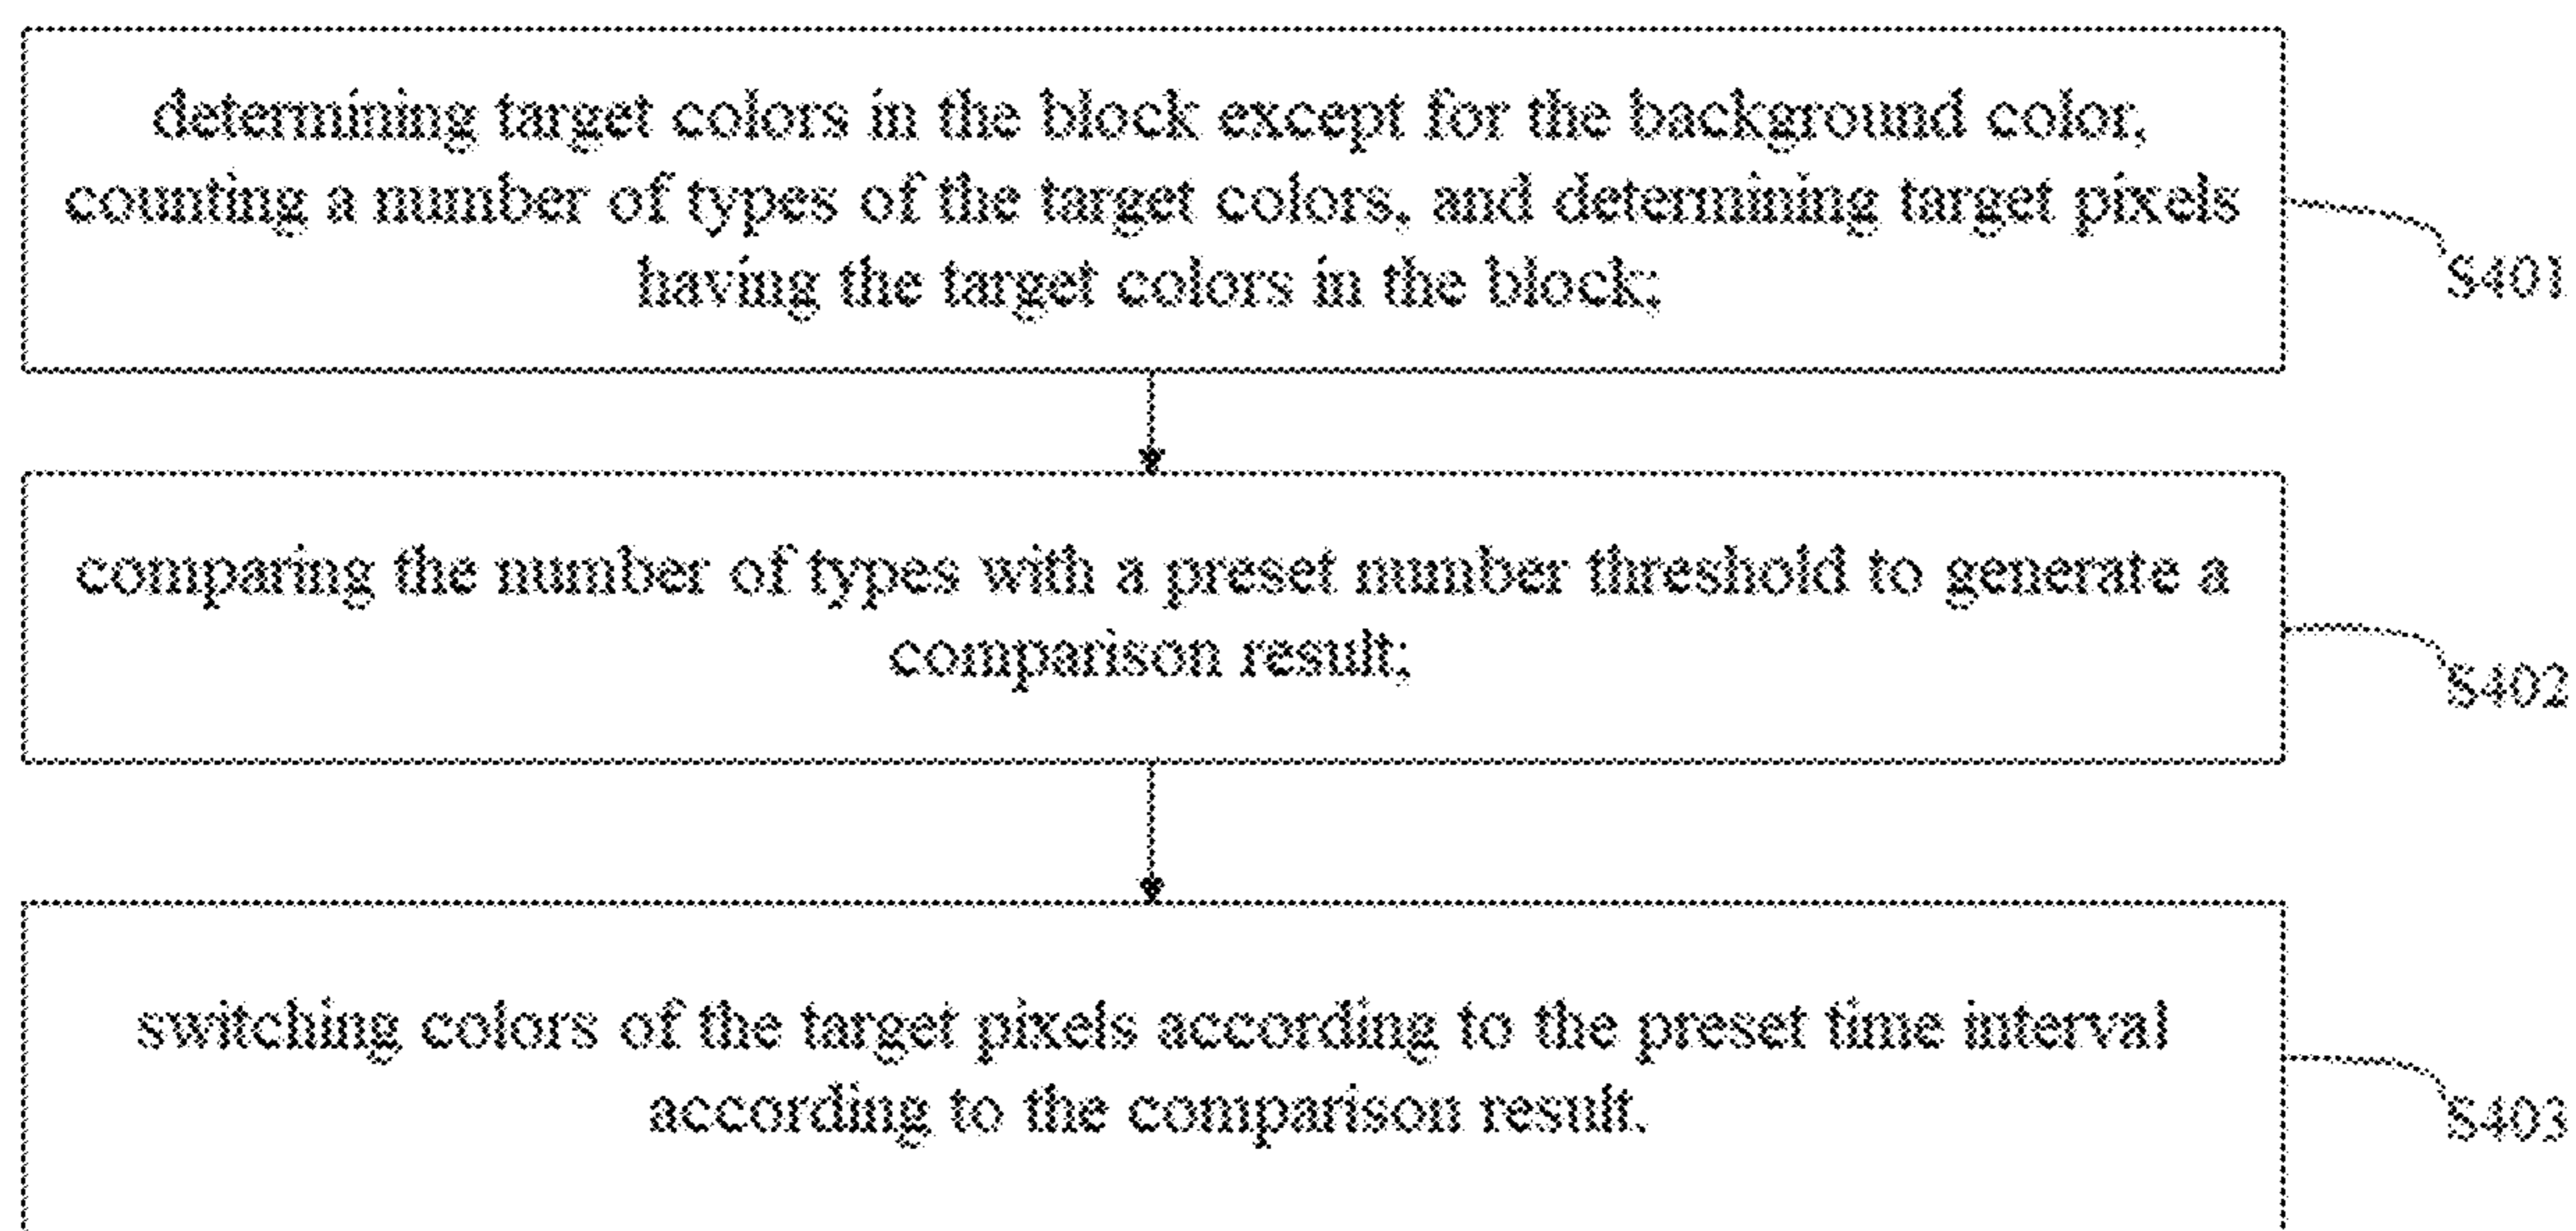 determining target colors in the block except for the background color,
counting a number of types of the target colors, and determining target pixels
having the target colors in the block;
S401
comparing the number of types with a preset number threshold to generate a
comparison result;
S402
switching colors of the target pixels according to the preset time interval
according to the comparison result.
S403